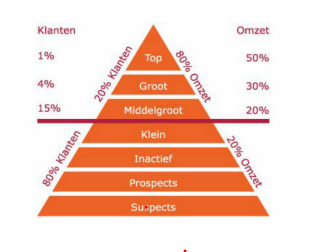 Klanten Omzet
1% Top 50%
20% Klanten 80% Omzet
4% Groot 30%
15% Middelgroot 20%
Klein
80% Klanten 20% Omzet
Inactief
Prospects
Suspects